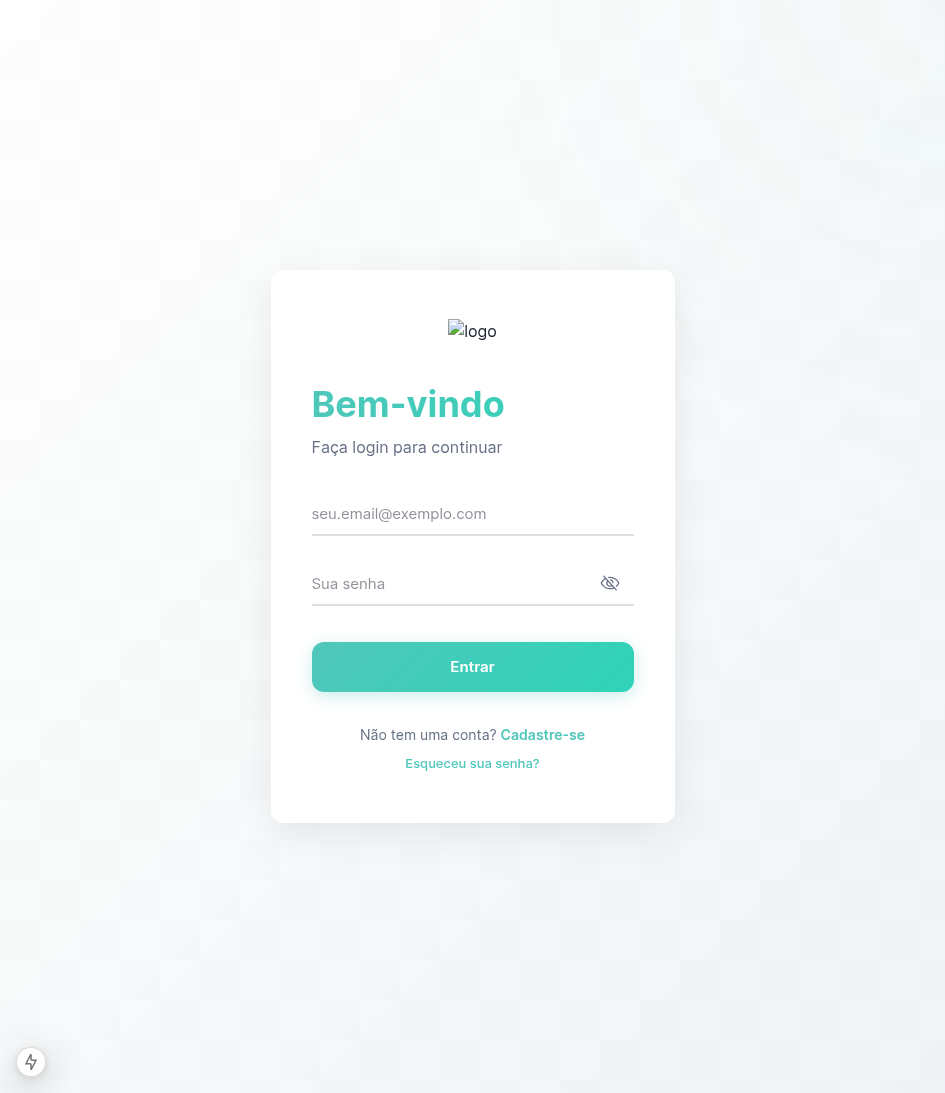 logo
Bem-vindo
Faça login para continuar
seu.email@exemplo.com
Sua senha
Entrar
Não tem uma conta? Cadastre-se
Esqueceu sua senha?